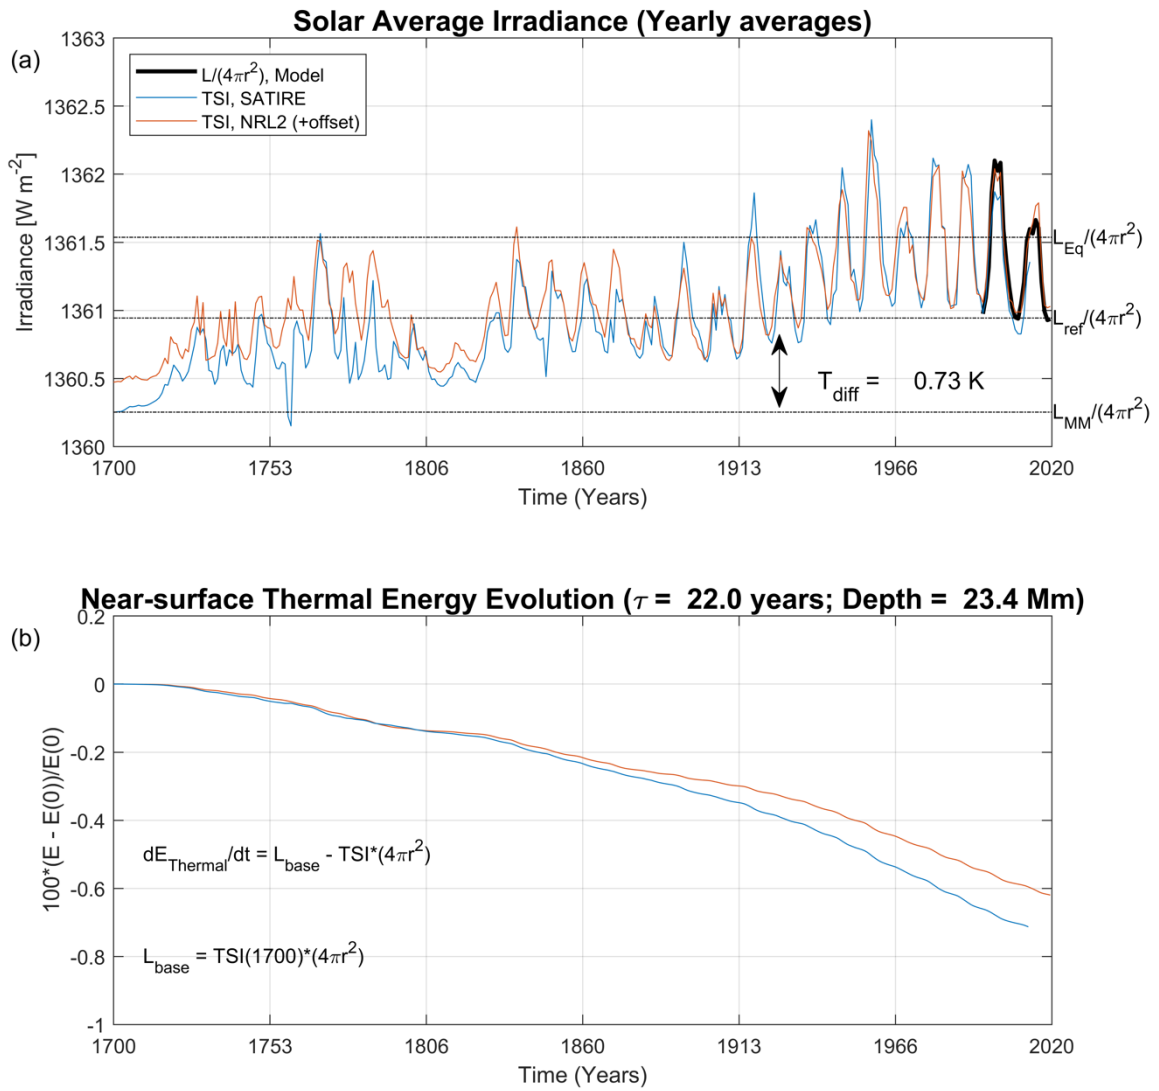 Solar Average Irradiance (Yearly averages)
(a)
L/(4πr²), Model
TSI, SATIRE
TSI, NRL2 (+offset)
1363
1362.5
1362
1361.5
1361
1360.5
1360
Irradiance [W m⁻²]
L_Eq/(4πr²)
L_ref/(4πr²)
L_MM/(4πr²)
T_diff = 0.73 K
1700 1753 1806 1860 1913 1966 2020
Time (Years)
Near-surface Thermal Energy Evolution (τ = 22.0 years; Depth = 23.4 Mm)
(b)
0.2
0
-0.2
-0.4
-0.6
-0.8
-1
100*(E - E(0))/E(0)
dE_Thermal/dt = L_base - TSI*(4πr²)
L_base = TSI(1700)*(4πr²)
1700 1753 1806 1860 1913 1966 2020
Time (Years)